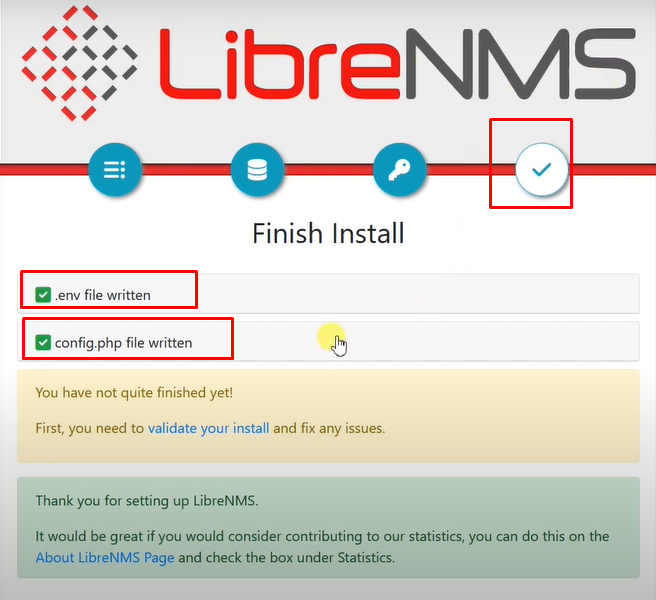 LibreNMS
Finish Install
.env file written
config.php file written
You have not quite finished yet!
First, you need to validate your install and fix any issues.
Thank you for setting up LibreNMS.
It would be great if you would consider contributing to our statistics, you can do this on the
About LibreNMS Page and check the box under Statistics.